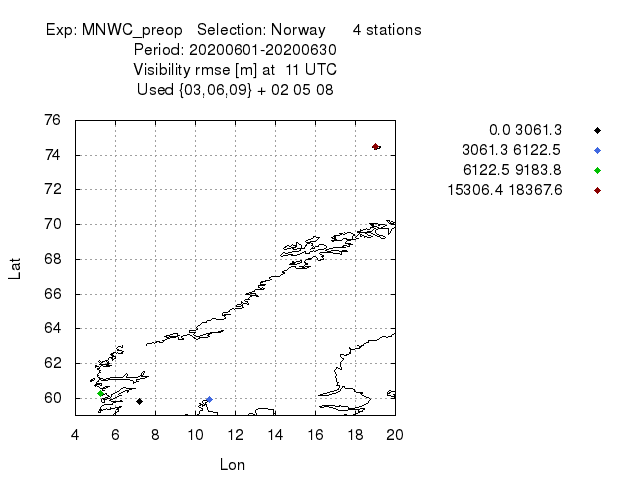 Exp: MNWC_preop   Selection: Norway      4 stations
Period: 20200601-20200630
Visibility rmse [m] at  11 UTC
Used {03,06,09} + 02 05 08
0.0 3061.3
3061.3 6122.5
6122.5 9183.8
15306.4 18367.6
76
74
72
70
68
66
64
62
60
Lat
4 6 8 10 12 14 16 18 20
Lon